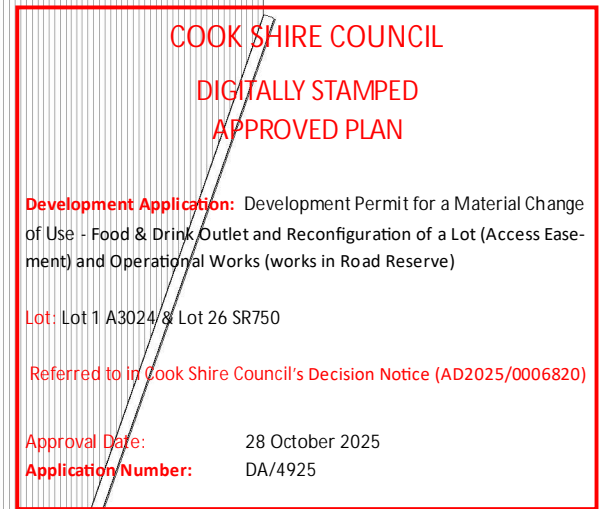 COOK SHIRE COUNCIL
DIGITALLY STAMPED
APPROVED PLAN
Development Application: Development Permit for a Material Change
of Use - Food & Drink Outlet and Reconfiguration of a Lot (Access Ease-
ment) and Operational Works (works in Road Reserve)
Lot: Lot 1 A3024 & Lot 26 SR750
Referred to in Cook Shire Council's Decision Notice (AD2025/0006820)
Approval Date: 28 October 2025
Application Number: DA/4925